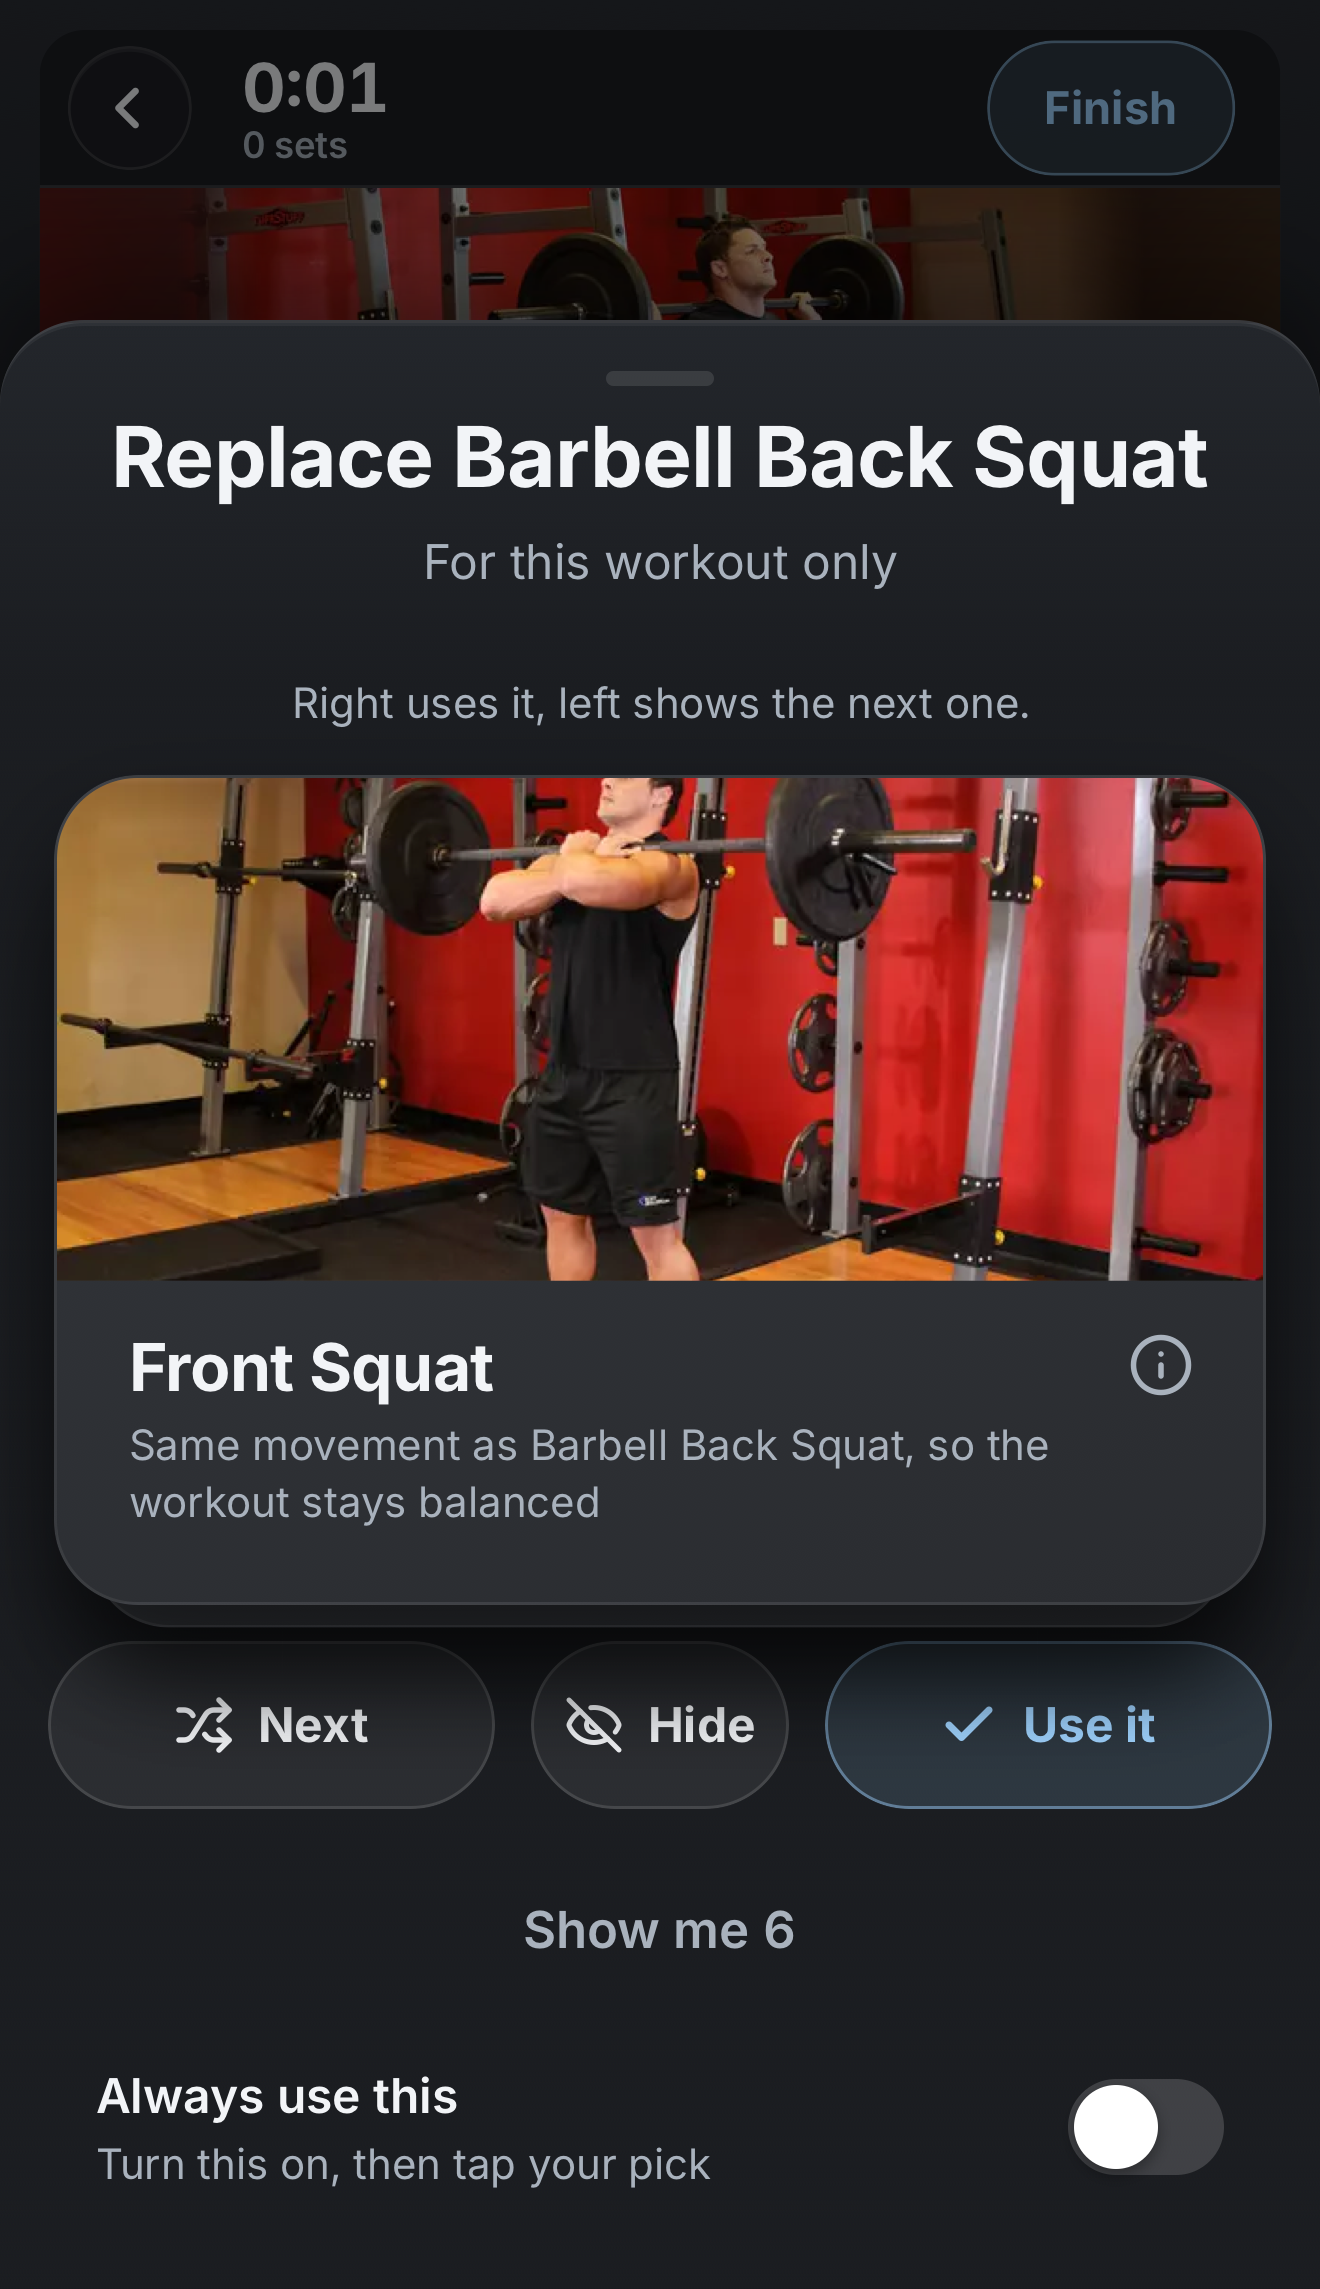 0:01
0 sets
Finish
Replace Barbell Back Squat
For this workout only
Right uses it, left shows the next one.
Front Squat
Same movement as Barbell Back Squat, so the
workout stays balanced
Next
Hide
Use it
Show me 6
Always use this
Turn this on, then tap your pick